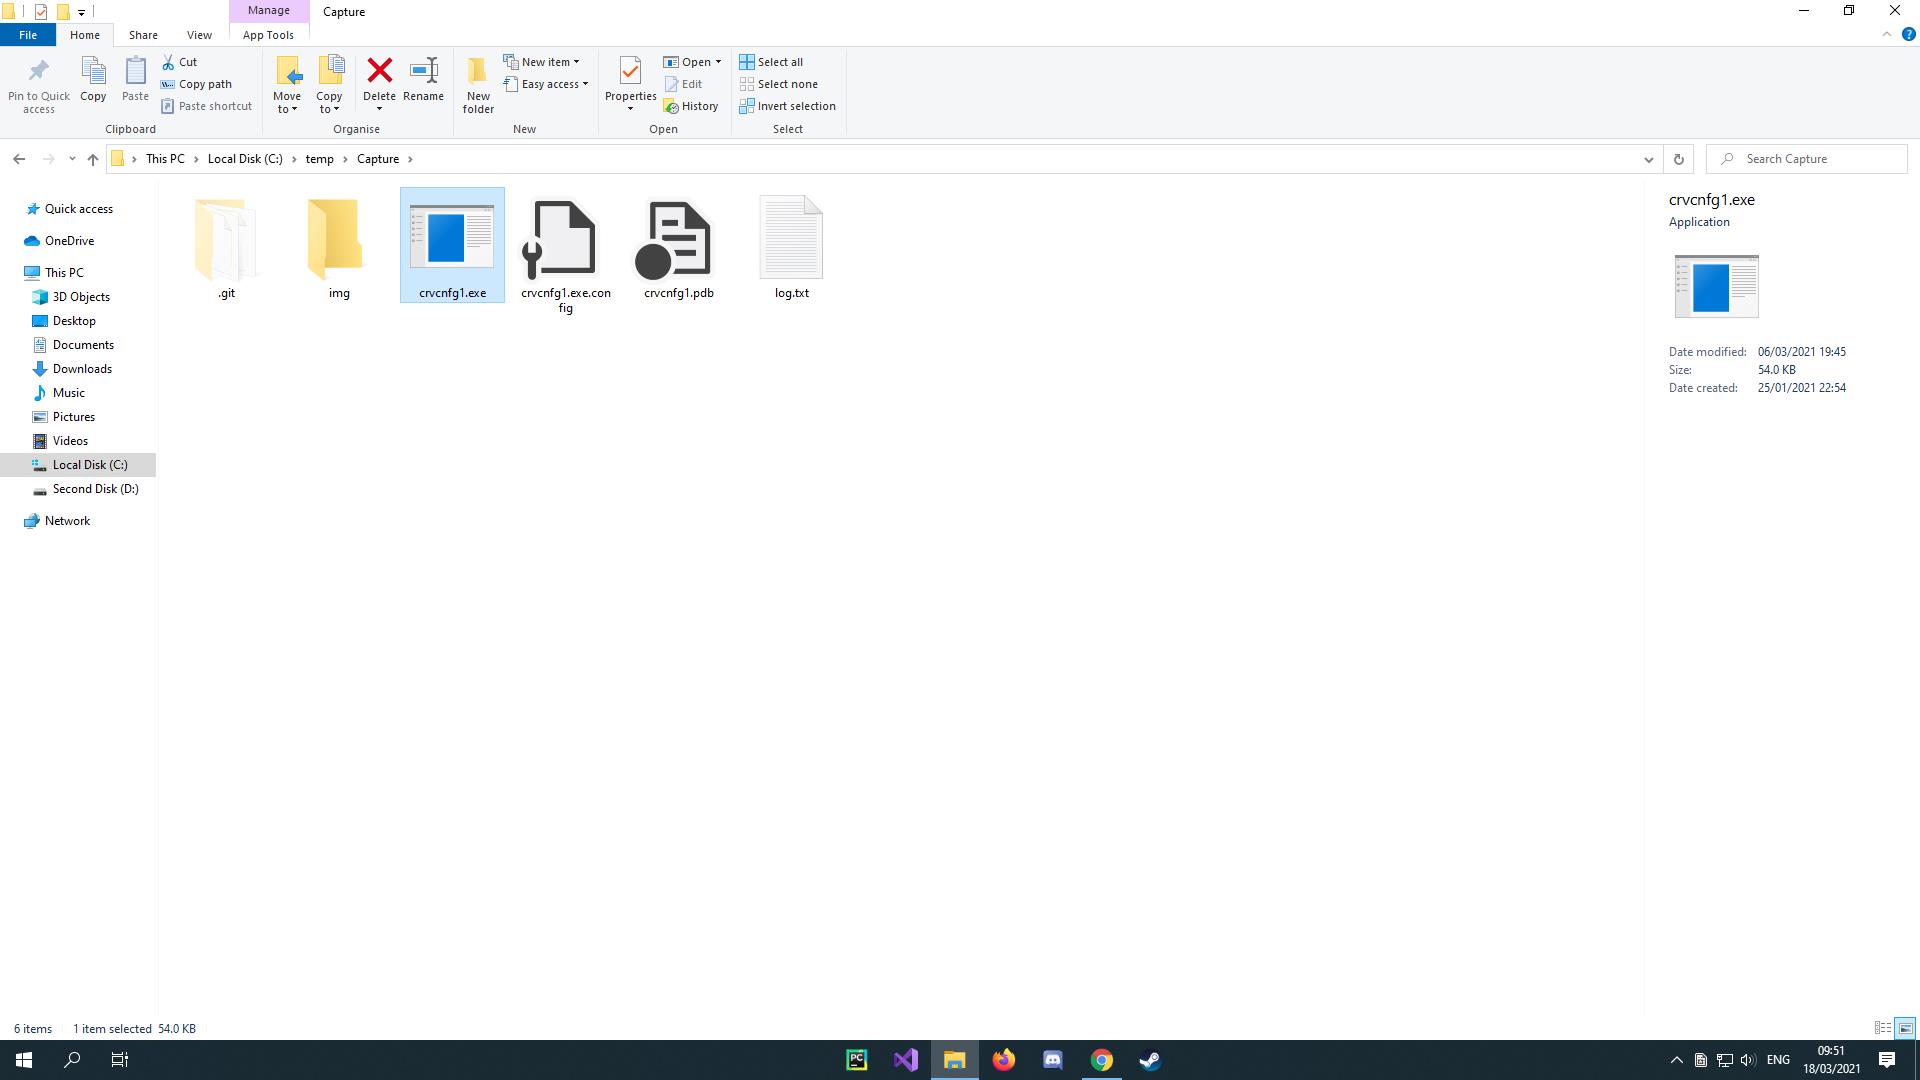 Manage
Capture
File
Home
Share
View
App Tools
Pin to Quick access
Copy
Paste
Cut
Copy path
Paste shortcut
Clipboard
Move to
Copy to
Delete
Rename
Organise
New folder
New item
Easy access
New
Properties
Open
Edit
History
Open
Select all
Select none
Invert selection
Select
This PC
Local Disk (C:)
temp
Capture
Search Capture
Quick access
OneDrive
This PC
3D Objects
Desktop
Documents
Downloads
Music
Pictures
Videos
Local Disk (C:)
Second Disk (D:)
Network
.git
img
crvcnfg1.exe
crvcnfg1.exe.con
fig
crvcnfg1.pdb
log.txt
crvcnfg1.exe
Application
Date modified: 06/03/2021 19:45
Size: 54.0 KB
Date created: 25/01/2021 22:54
6 items
1 item selected 54.0 KB
PC
ENG
09:51
18/03/2021